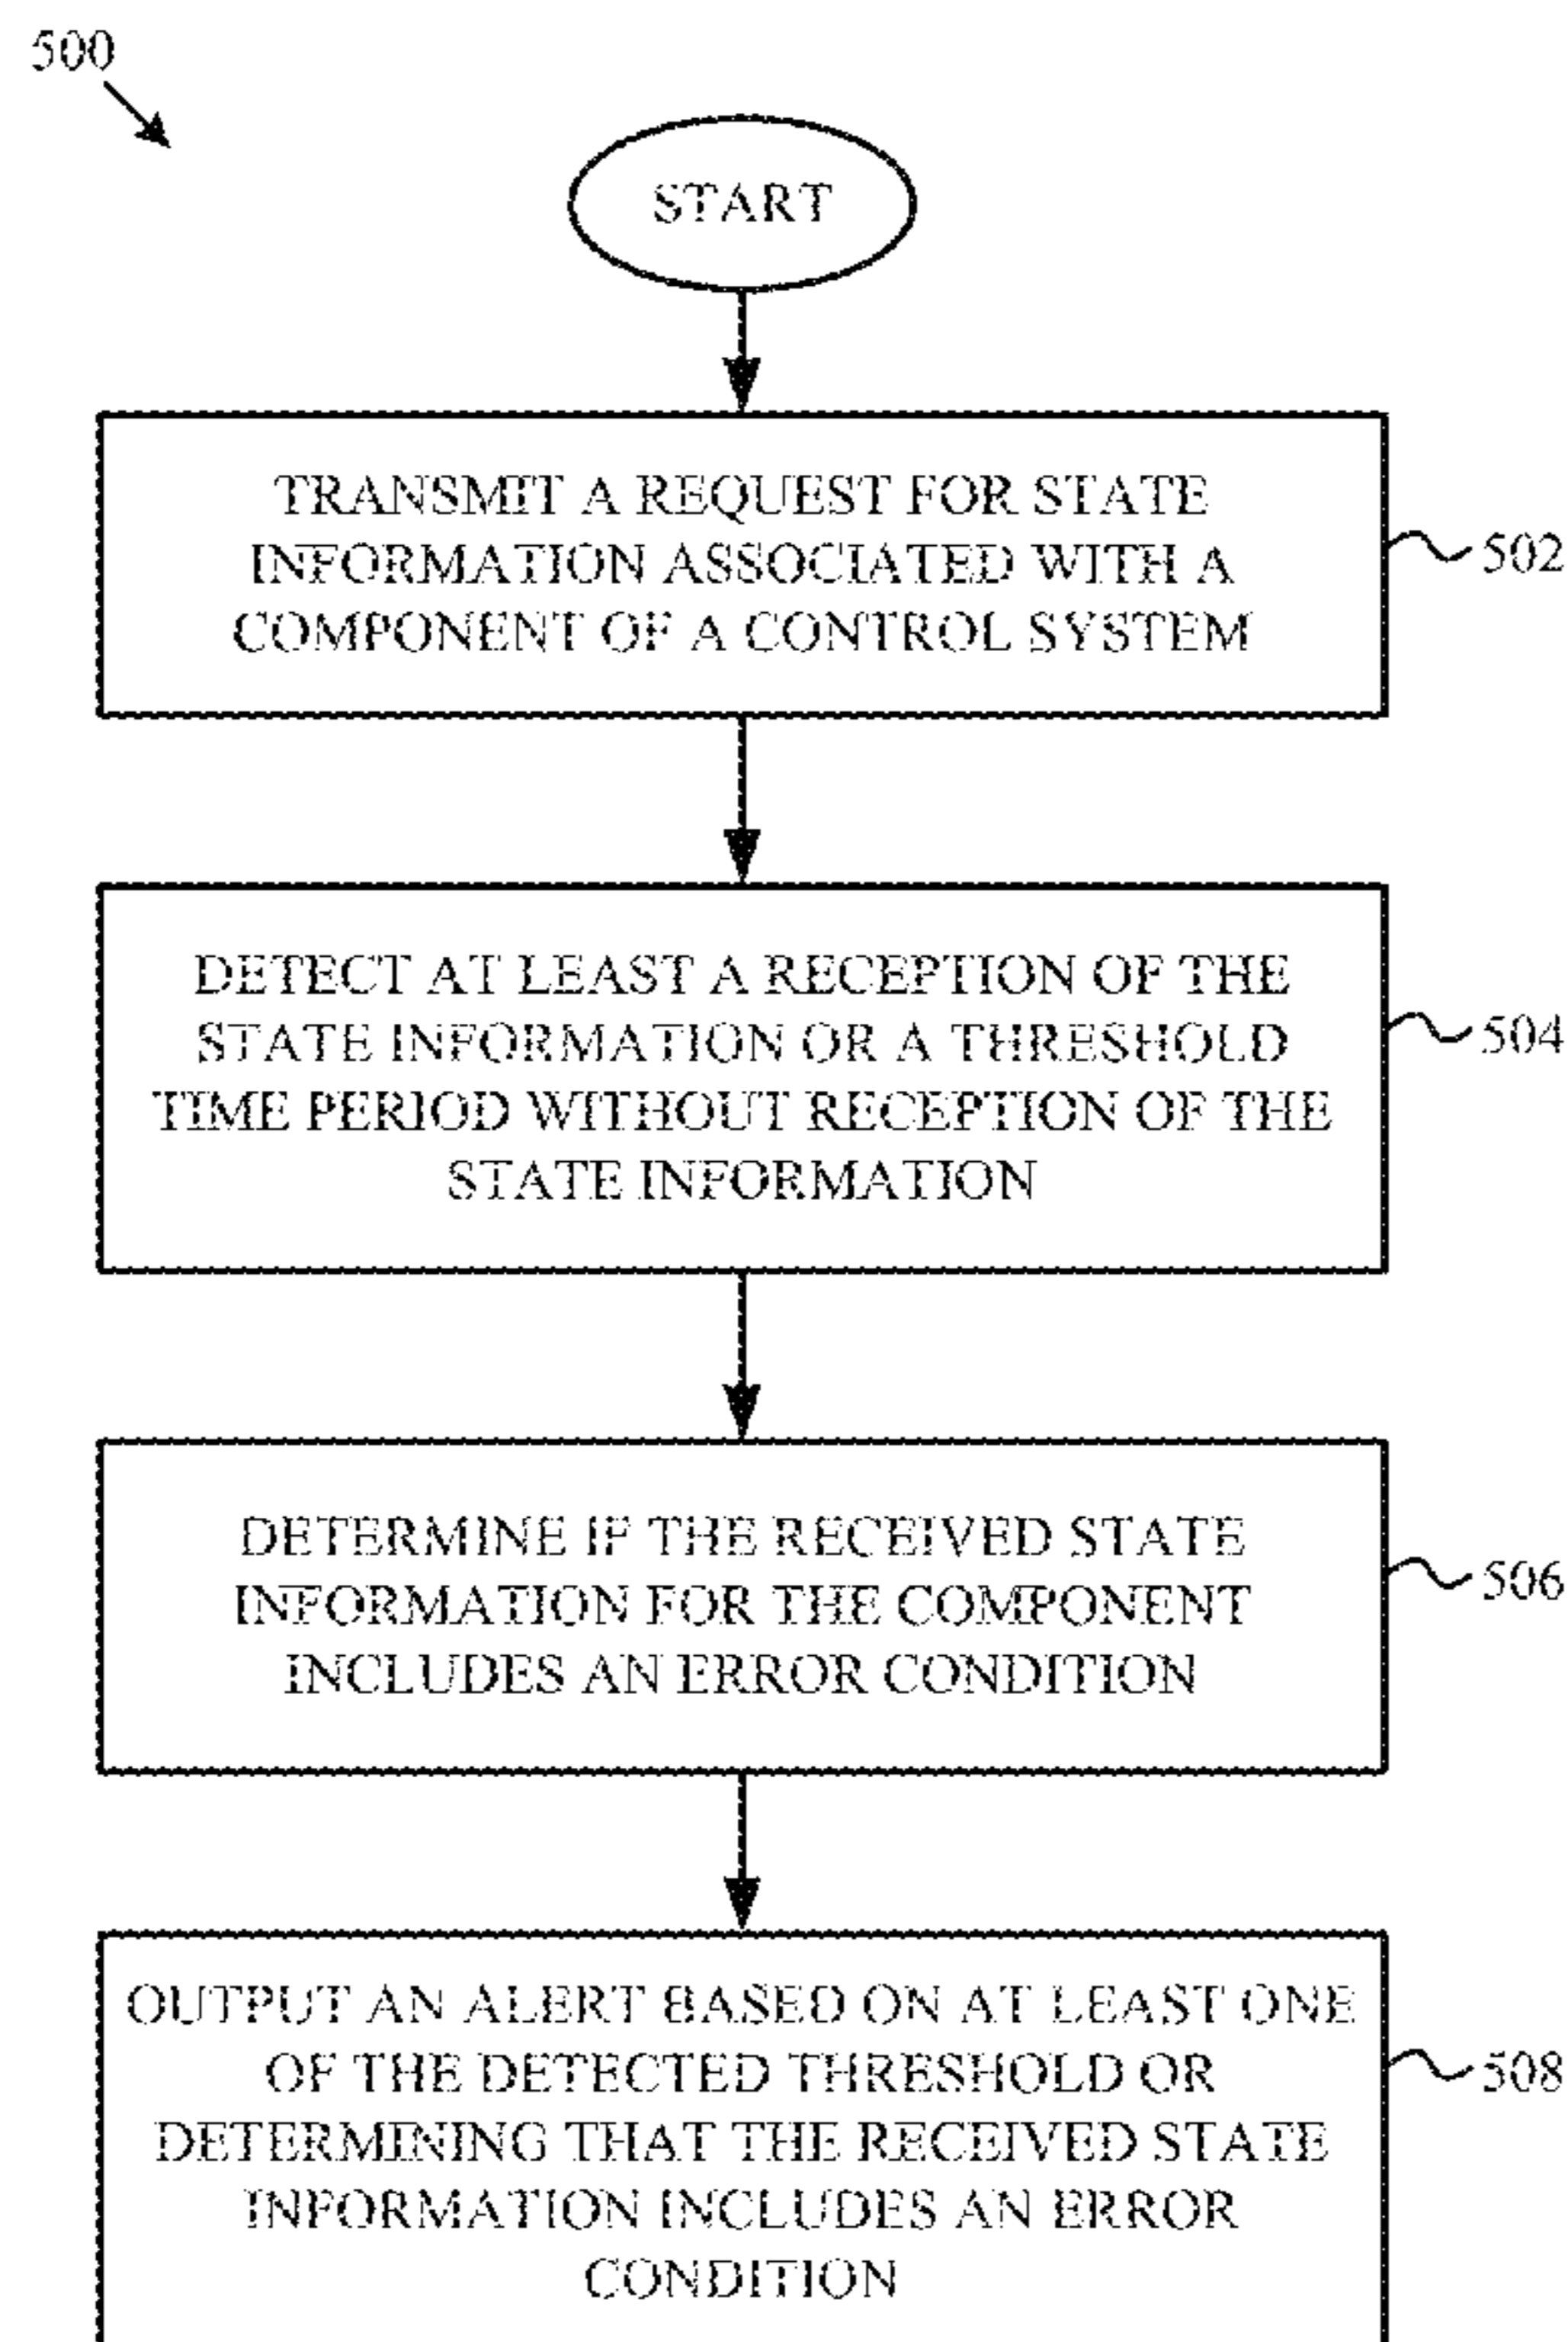 500
START
TRANSMIT A REQUEST FOR STATE
INFORMATION ASSOCIATED WITH A
COMPONENT OF A CONTROL SYSTEM
502
DETECT AT LEAST A RECEPTION OF THE
STATE INFORMATION OR A THRESHOLD
TIME PERIOD WITHOUT RECEPTION OF THE
STATE INFORMATION
504
DETERMINE IF THE RECEIVED STATE
INFORMATION FOR THE COMPONENT
INCLUDES AN ERROR CONDITION
506
OUTPUT AN ALERT BASED ON AT LEAST ONE
OF THE DETECTED THRESHOLD OR
DETERMINING THAT THE RECEIVED STATE
INFORMATION INCLUDES AN ERROR
CONDITION
508